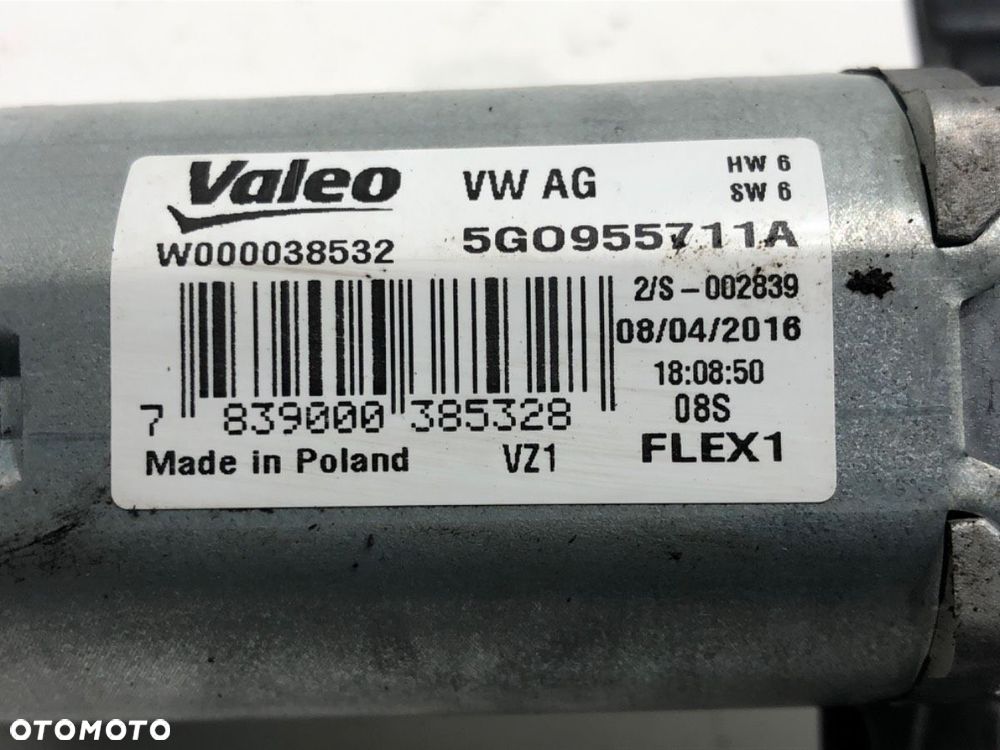 Valeo VW AG HW 6
SW 6
W000038532 5G0955711A
2/S - 002839
08/04/2016
18:08:50
7 839000 385328 08S
Made in Poland VZ1 FLEX1
OTOMOTO